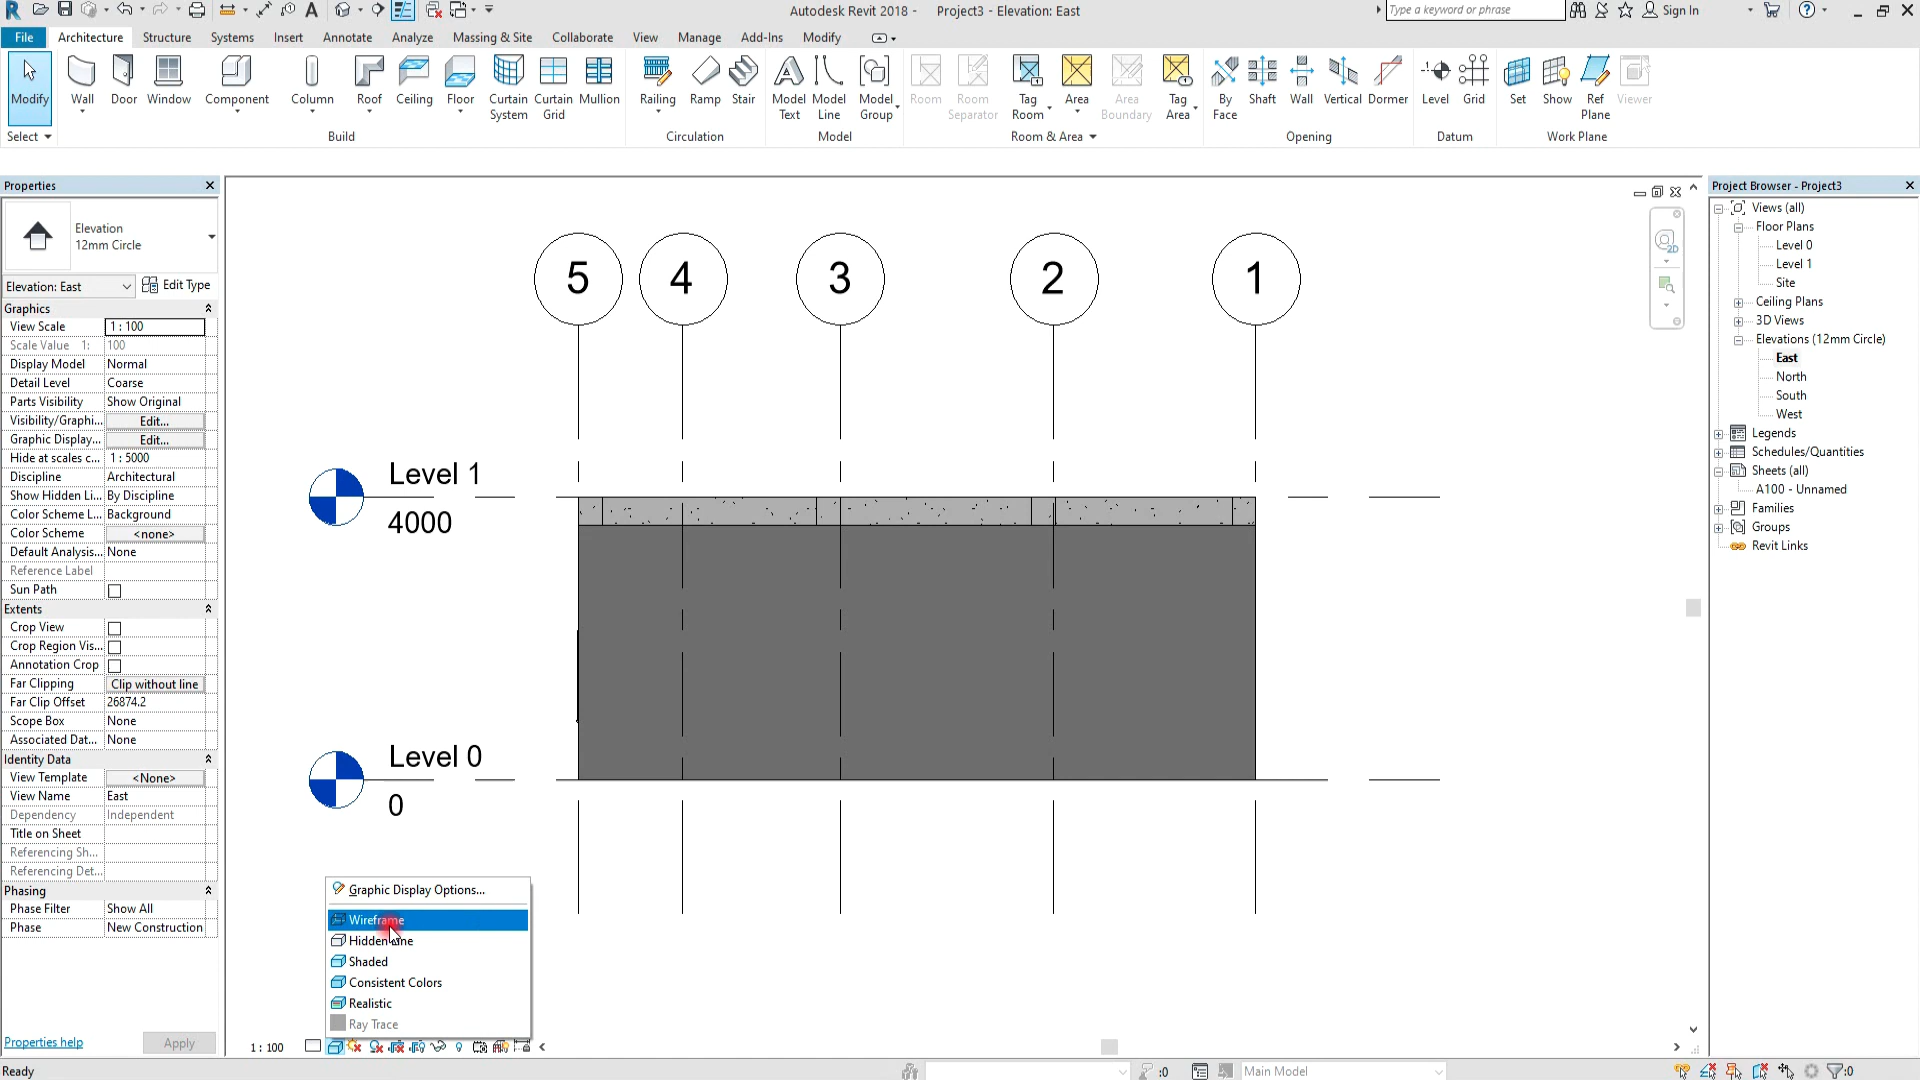 Autodesk Revit 2018 - Project3 - Elevation: East
Type a keyword or phrase
Sign In
File Architecture Structure Systems Insert Annotate Analyze Massing & Site Collaborate View Manage Add-Ins Modify
Modify Wall Door Window Component Column Roof Ceiling Floor Curtain System Curtain Grid Mullion Railing Ramp Stair Model Text Model Line Model Group Room Room Separator Tag Room Area Area Boundary Tag Area By Face Shaft Wall Vertical Dormer Level Grid Set Show Ref Plane Viewer
Select Build Circulation Model Room & Area Opening Datum Work Plane
Properties
Elevation
12mm Circle
Elevation: East Edit Type
Graphics
View Scale 1 : 100
Scale Value 1: 100
Display Model Normal
Detail Level Coarse
Parts Visibility Show Original
Visibility/Graphi... Edit...
Graphic Display... Edit...
Hide at scales c... 1 : 5000
Discipline Architectural
Show Hidden Li... By Discipline
Color Scheme L... Background
Color Scheme <none>
Default Analysis... None
Reference Label
Sun Path
Extents
Crop View
Crop Region Vis...
Annotation Crop
Far Clipping Clip without line
Far Clip Offset 26874.2
Scope Box None
Associated Dat... None
Identity Data
View Template <None>
View Name East
Dependency Independent
Title on Sheet
Referencing Sh...
Referencing Det...
Phasing
Phase Filter Show All
Phase New Construction
Properties help Apply
5 4 3 2 1
Level 1
4000
Level 0
0
Graphic Display Options...
Wireframe
Hidden Line
Shaded
Consistent Colors
Realistic
Ray Trace
1 : 100
2D
Project Browser - Project3
Views (all)
Floor Plans
Level 0
Level 1
Site
Ceiling Plans
3D Views
Elevations (12mm Circle)
East
North
South
West
Legends
Schedules/Quantities
Sheets (all)
A100 - Unnamed
Families
Groups
Revit Links
Ready :0 Main Model :0